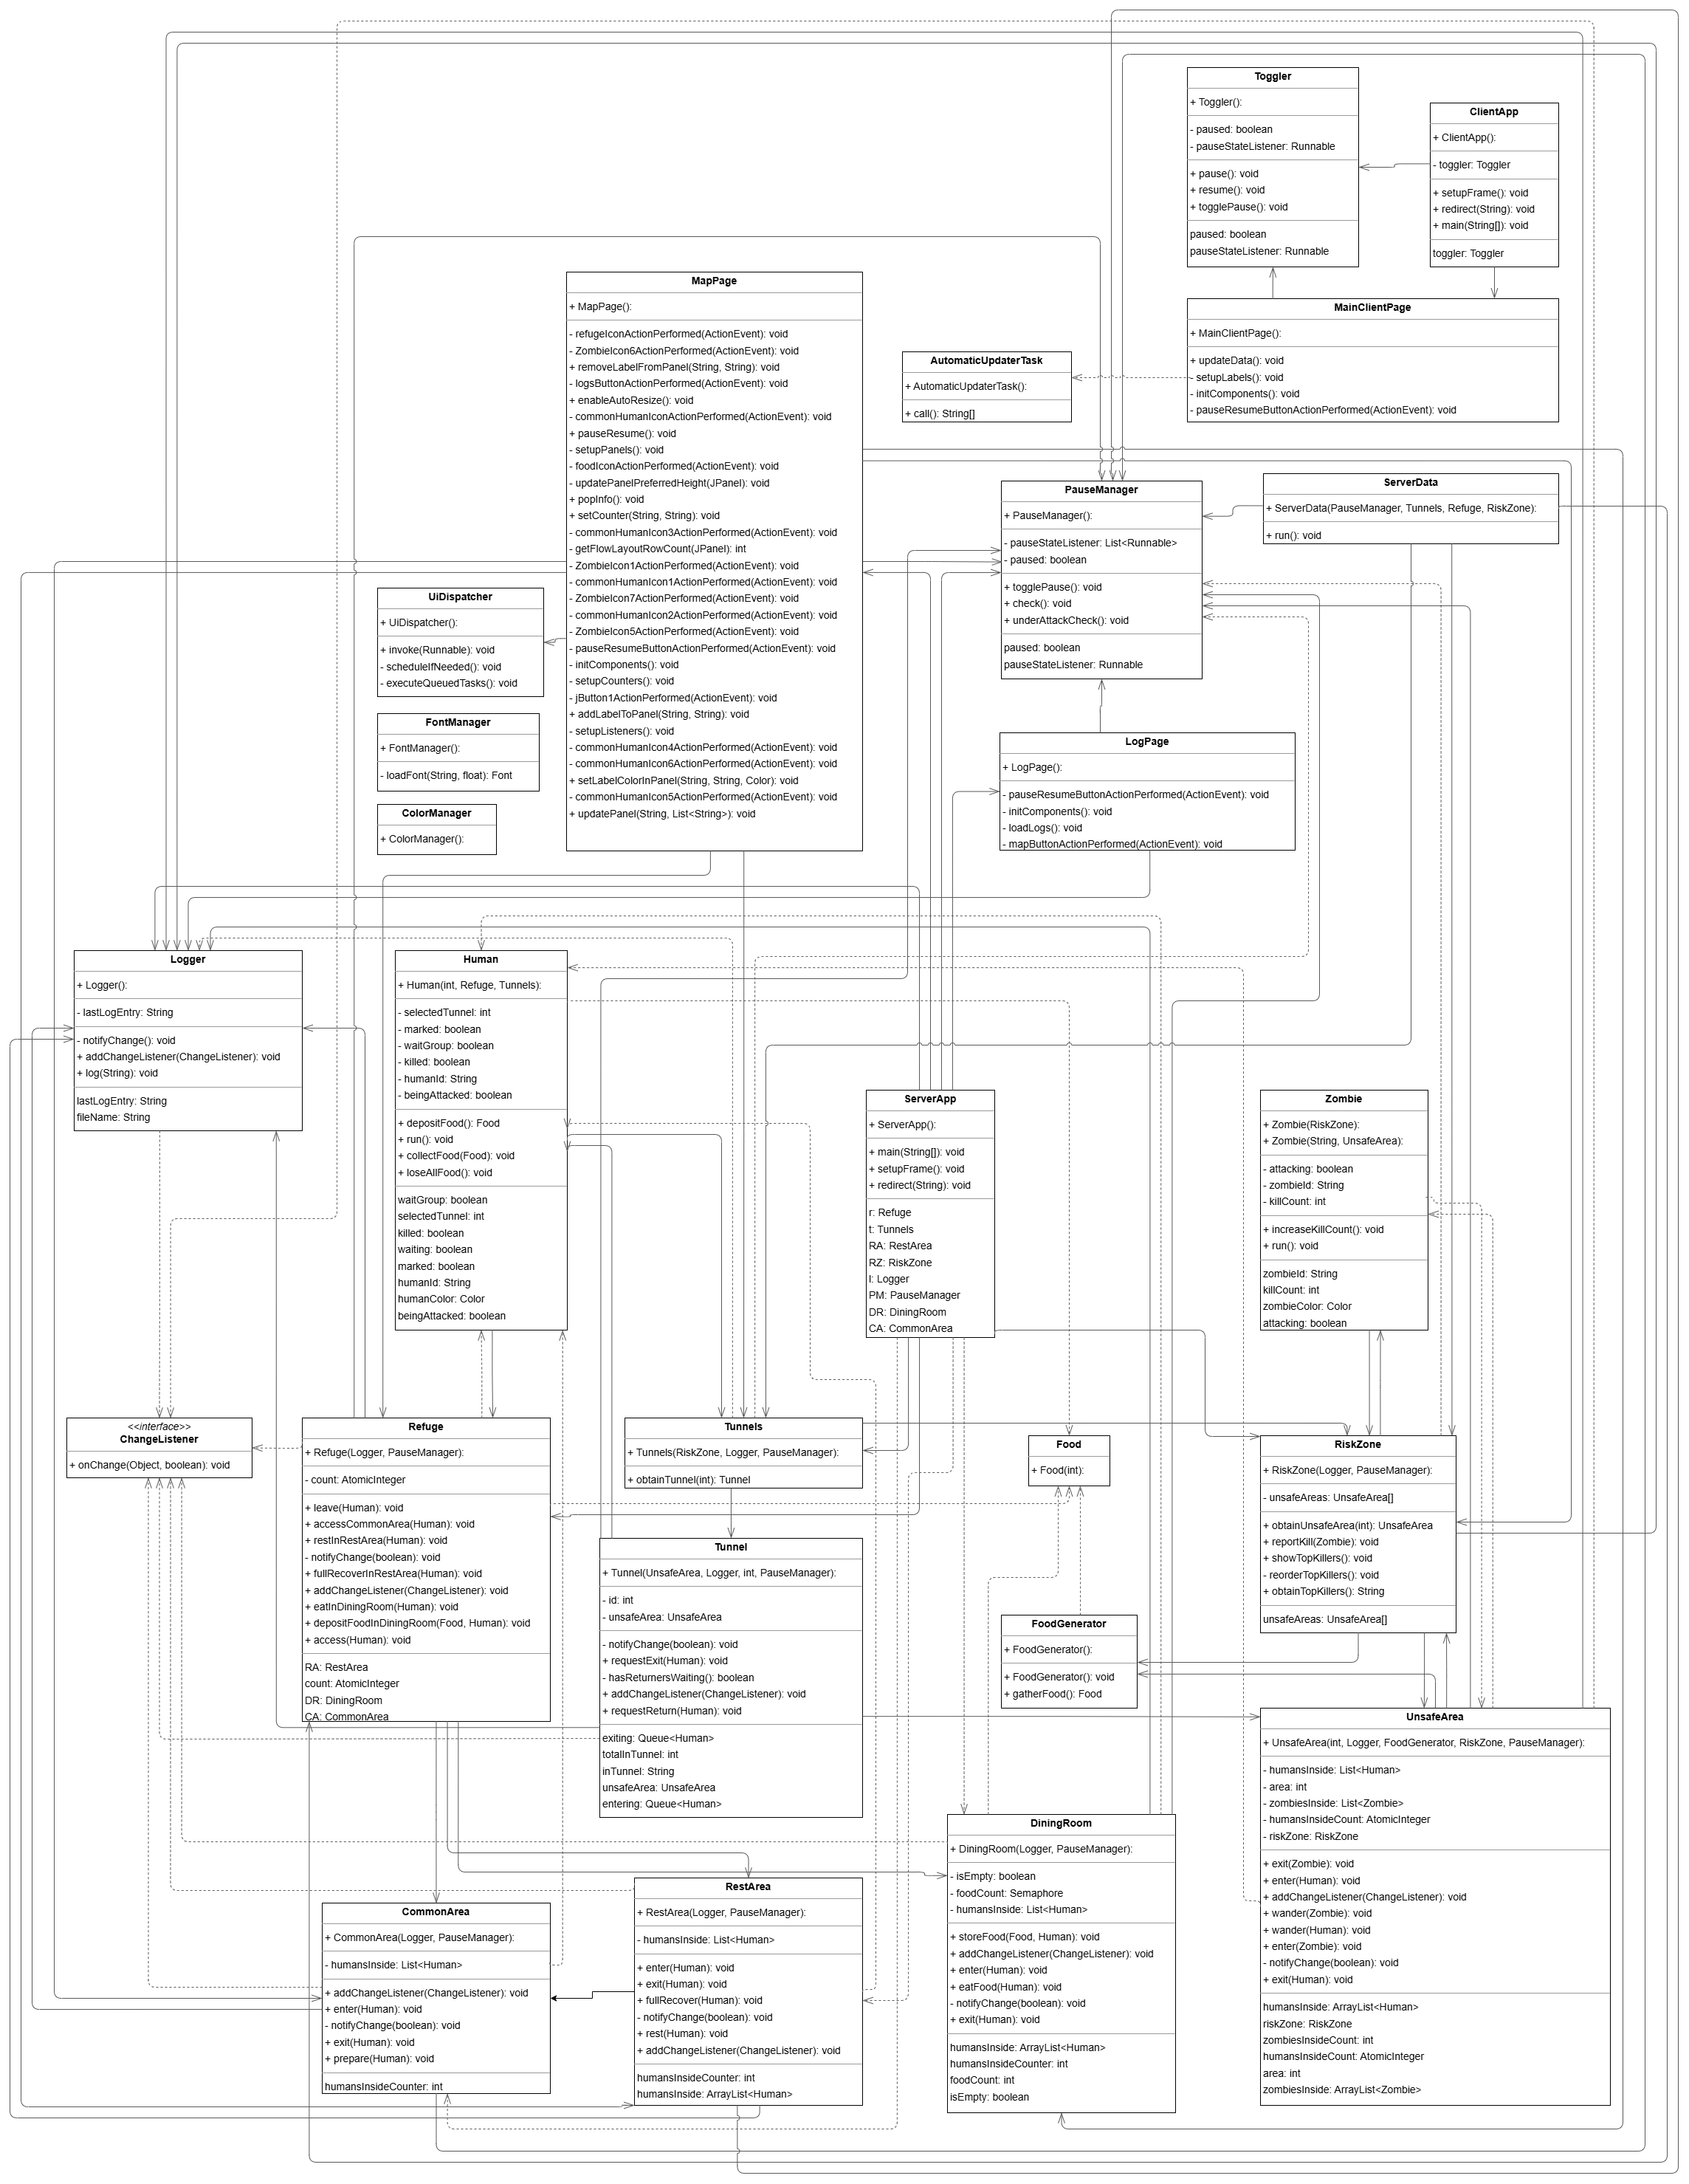 Toggler
+ Toggler():
- paused: boolean
- pauseStateListener: Runnable
+ pause(): void
+ resume(): void
+ togglePause(): void
paused: boolean
pauseStateListener: Runnable
ClientApp
+ ClientApp():
- toggler: Toggler
+ setupFrame(): void
+ redirect(String): void
+ main(String[]): void
toggler: Toggler
MapPage
+ MapPage():
- refugeIconActionPerformed(ActionEvent): void
- ZombieIcon6ActionPerformed(ActionEvent): void
+ removeLabelFromPanel(String, String): void
- logsButtonActionPerformed(ActionEvent): void
+ enableAutoResize(): void
- commonHumanIconActionPerformed(ActionEvent): void
+ pauseResume(): void
- setupPanels(): void
- foodIconActionPerformed(ActionEvent): void
- updatePanelPreferredHeight(JPanel): void
+ popInfo(): void
+ setCounter(String, String): void
- commonHumanIcon3ActionPerformed(ActionEvent): void
- getFlowLayoutRowCount(JPanel): int
- ZombieIcon1ActionPerformed(ActionEvent): void
- commonHumanIcon1ActionPerformed(ActionEvent): void
- ZombieIcon7ActionPerformed(ActionEvent): void
- commonHumanIcon2ActionPerformed(ActionEvent): void
- ZombieIcon5ActionPerformed(ActionEvent): void
- pauseResumeButtonActionPerformed(ActionEvent): void
- initComponents(): void
- setupCounters(): void
- jButton1ActionPerformed(ActionEvent): void
+ addLabelToPanel(String, String): void
- setupListeners(): void
- commonHumanIcon4ActionPerformed(ActionEvent): void
- commonHumanIcon6ActionPerformed(ActionEvent): void
+ setLabelColorInPanel(String, String, Color): void
- commonHumanIcon5ActionPerformed(ActionEvent): void
+ updatePanel(String, List<String>): void
MainClientPage
+ MainClientPage():
+ updateData(): void
- setupLabels(): void
- initComponents(): void
- pauseResumeButtonActionPerformed(ActionEvent): void
AutomaticUpdaterTask
+ AutomaticUpdaterTask():
+ call(): String[]
PauseManager
+ PauseManager():
- pauseStateListener: List<Runnable>
- paused: boolean
+ togglePause(): void
+ check(): void
+ underAttackCheck(): void
paused: boolean
pauseStateListener: Runnable
ServerData
+ ServerData(PauseManager, Tunnels, Refuge, RiskZone):
+ run(): void
UiDispatcher
+ UiDispatcher():
+ invoke(Runnable): void
- scheduleIfNeeded(): void
- executeQueuedTasks(): void
FontManager
+ FontManager():
- loadFont(String, float): Font
ColorManager
+ ColorManager():
LogPage
+ LogPage():
- pauseResumeButtonActionPerformed(ActionEvent): void
- initComponents(): void
- loadLogs(): void
- mapButtonActionPerformed(ActionEvent): void
Logger
+ Logger():
- lastLogEntry: String
- notifyChange(): void
+ addChangeListener(ChangeListener): void
+ log(String): void
lastLogEntry: String
fileName: String
Human
+ Human(int, Refuge, Tunnels):
- selectedTunnel: int
- marked: boolean
- waitGroup: boolean
- killed: boolean
- humanId: String
- beingAttacked: boolean
+ depositFood(): Food
+ run(): void
+ collectFood(Food): void
+ loseAllFood(): void
waitGroup: boolean
selectedTunnel: int
killed: boolean
waiting: boolean
marked: boolean
humanId: String
humanColor: Color
beingAttacked: boolean
ServerApp
+ ServerApp():
+ main(String[]): void
+ setupFrame(): void
+ redirect(String): void
r: Refuge
t: Tunnels
RA: RestArea
RZ: RiskZone
l: Logger
PM: PauseManager
DR: DiningRoom
CA: CommonArea
Zombie
+ Zombie(RiskZone):
+ Zombie(String, UnsafeArea):
- attacking: boolean
- zombieId: String
- killCount: int
+ increaseKillCount(): void
+ run(): void
zombieId: String
killCount: int
zombieColor: Color
attacking: boolean
<<interface>>
ChangeListener
+ onChange(Object, boolean): void
Refuge
+ Refuge(Logger, PauseManager):
- count: AtomicInteger
+ leave(Human): void
+ accessCommonArea(Human): void
+ restInRestArea(Human): void
- notifyChange(boolean): void
+ fullRecoverInRestArea(Human): void
+ addChangeListener(ChangeListener): void
+ eatInDiningRoom(Human): void
+ depositFoodInDiningRoom(Food, Human): void
+ access(Human): void
RA: RestArea
count: AtomicInteger
DR: DiningRoom
CA: CommonArea
Tunnels
+ Tunnels(RiskZone, Logger, PauseManager):
+ obtainTunnel(int): Tunnel
Food
+ Food(int):
RiskZone
+ RiskZone(Logger, PauseManager):
- unsafeAreas: UnsafeArea[]
+ obtainUnsafeArea(int): UnsafeArea
+ reportKill(Zombie): void
+ showTopKillers(): void
- reorderTopKillers(): void
+ obtainTopKillers(): String
unsafeAreas: UnsafeArea[]
Tunnel
+ Tunnel(UnsafeArea, Logger, int, PauseManager):
- id: int
- unsafeArea: UnsafeArea
- notifyChange(boolean): void
+ requestExit(Human): void
- hasReturnersWaiting(): boolean
+ addChangeListener(ChangeListener): void
+ requestReturn(Human): void
exiting: Queue<Human>
totalInTunnel: int
inTunnel: String
unsafeArea: UnsafeArea
entering: Queue<Human>
FoodGenerator
+ FoodGenerator():
+ FoodGenerator(): void
+ gatherFood(): Food
UnsafeArea
+ UnsafeArea(int, Logger, FoodGenerator, RiskZone, PauseManager):
- humansInside: List<Human>
- area: int
- zombiesInside: List<Zombie>
- humansInsideCount: AtomicInteger
- riskZone: RiskZone
+ exit(Zombie): void
+ enter(Human): void
+ addChangeListener(ChangeListener): void
+ wander(Zombie): void
+ wander(Human): void
+ enter(Zombie): void
- notifyChange(boolean): void
+ exit(Human): void
humansInside: ArrayList<Human>
riskZone: RiskZone
zombiesInsideCount: int
humansInsideCount: AtomicInteger
area: int
zombiesInside: ArrayList<Zombie>
DiningRoom
+ DiningRoom(Logger, PauseManager):
- isEmpty: boolean
- foodCount: Semaphore
- humansInside: List<Human>
+ storeFood(Food, Human): void
+ addChangeListener(ChangeListener): void
+ enter(Human): void
+ eatFood(Human): void
- notifyChange(boolean): void
+ exit(Human): void
humansInside: ArrayList<Human>
humansInsideCounter: int
foodCount: int
isEmpty: boolean
RestArea
+ RestArea(Logger, PauseManager):
- humansInside: List<Human>
+ enter(Human): void
+ exit(Human): void
+ fullRecover(Human): void
- notifyChange(boolean): void
+ rest(Human): void
+ addChangeListener(ChangeListener): void
humansInsideCounter: int
humansInside: ArrayList<Human>
CommonArea
+ CommonArea(Logger, PauseManager):
- humansInside: List<Human>
+ addChangeListener(ChangeListener): void
+ enter(Human): void
- notifyChange(boolean): void
+ exit(Human): void
+ prepare(Human): void
humansInsideCounter: int